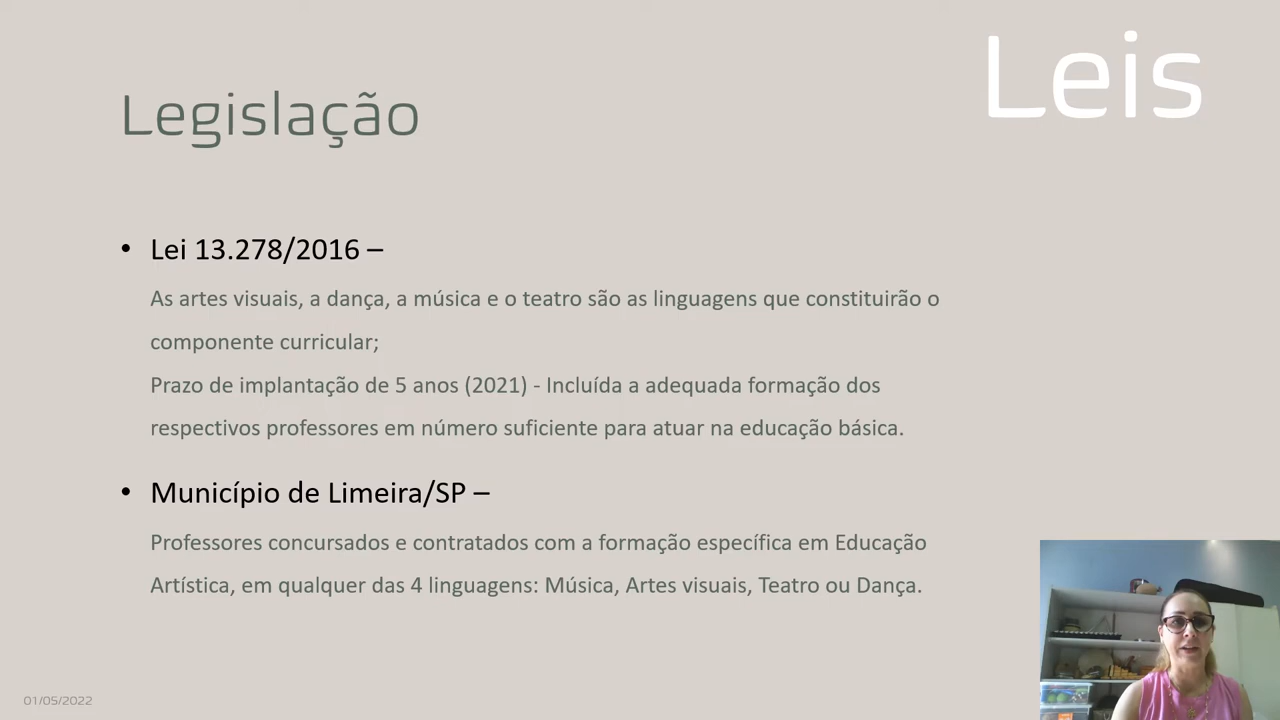 Leis
Legislação
• Lei 13.278/2016 –
As artes visuais, a dança, a música e o teatro são as linguagens que constituirão o
componente curricular;
Prazo de implantação de 5 anos (2021) - Incluída a adequada formação dos
respectivos professores em número suficiente para atuar na educação básica.
• Município de Limeira/SP –
Professores concursados e contratados com a formação específica em Educação
Artística, em qualquer das 4 linguagens: Música, Artes visuais, Teatro ou Dança.
01/05/2022